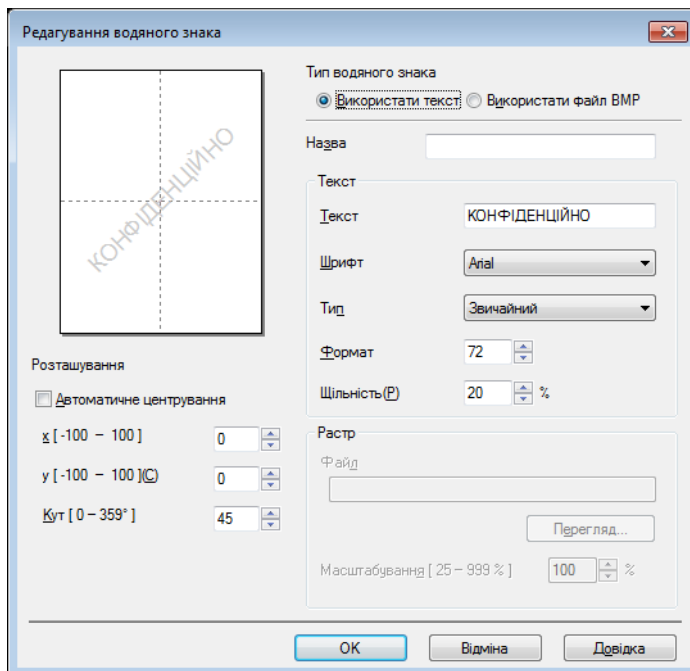 Редагування водяного знака
КОНФІДЕНЦІЙНО
Розташування
Автоматичне центрування
x [ -100 – 100 ] 0
y [ -100 – 100 ](C) 0
Кут [ 0 – 359° ] 45
Тип водяного знака
Використати текст Використати файл BMP
Назва
Текст
Текст КОНФІДЕНЦІЙНО
Шрифт Arial
Тип Звичайний
Формат 72
Щільність(P) 20 %
Растр
Файл
Перегляд...
Масштабування [ 25 – 999 % ] 100 %
OK Відміна Довідка